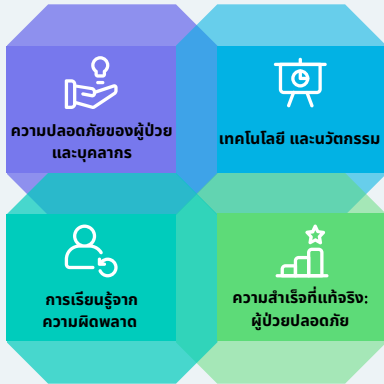 ความปลอดภัยของผู้ป่วย
และบุคลากร
เทคโนโลยี และนวัตกรรม
การเรียนรู้จาก
ความผิดพลาด
ความสำเร็จที่แท้จริง:
ผู้ป่วยปลอดภัย